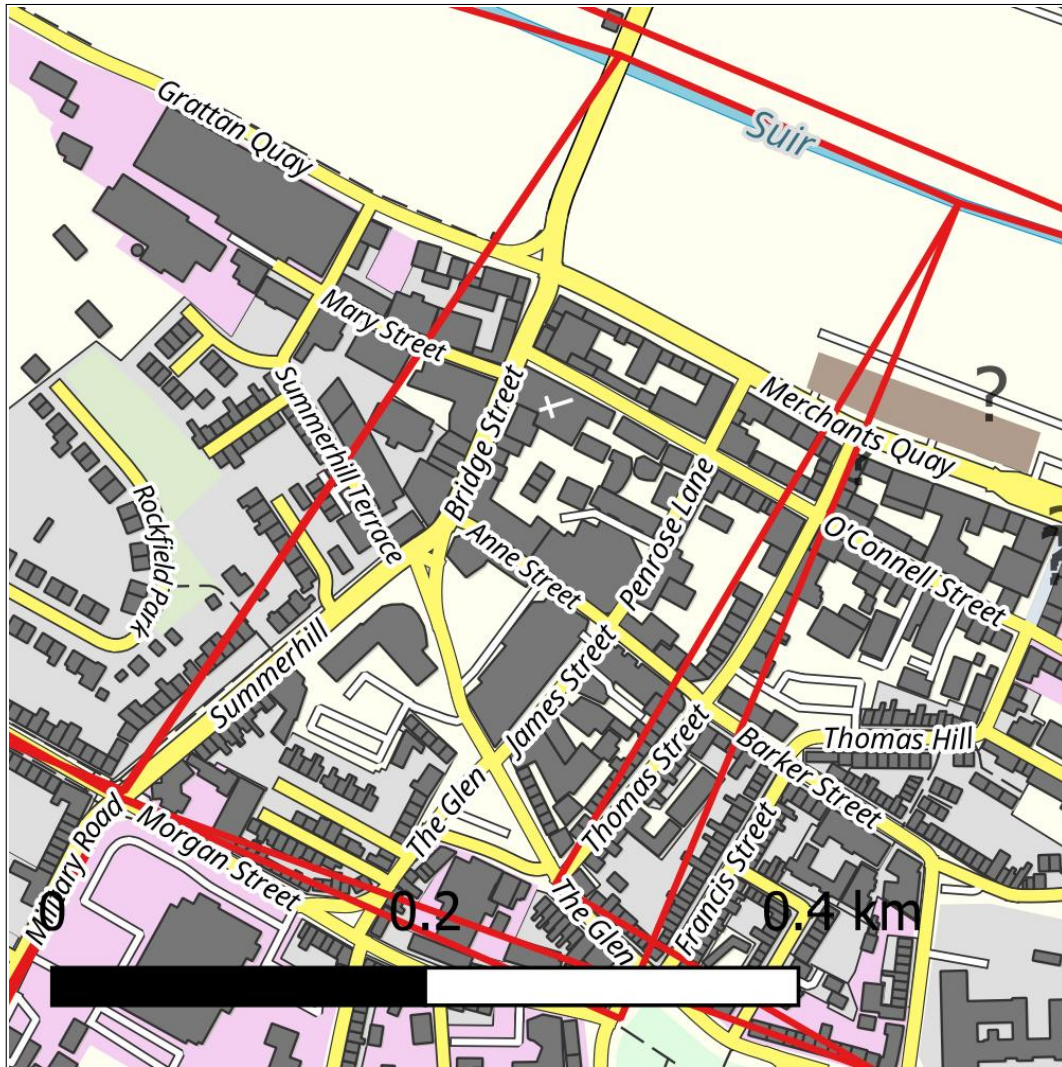 Grattan Quay
Suir
Mary Street
Summerhill Terrace
Bridge Street
Merchants Quay
?
Rockfield Park
Anne Street
Penrose Lane
O'Connell Street
?
Summerhill
James Street
Thomas Street
Thomas Hill
Barker Street
The Glen
Morgan Street
Francis Street
The Glen
0
0.2
0.4 km